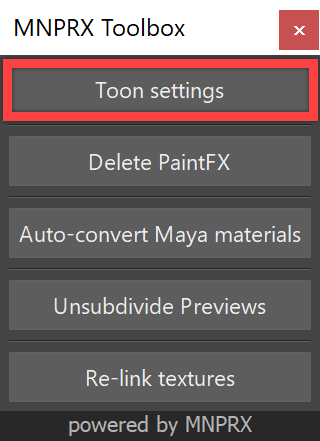 MNPRX Toolbox
x
Toon settings
Delete PaintFX
Auto-convert Maya materials
Unsubdivide Previews
Re-link textures
powered by MNPRX